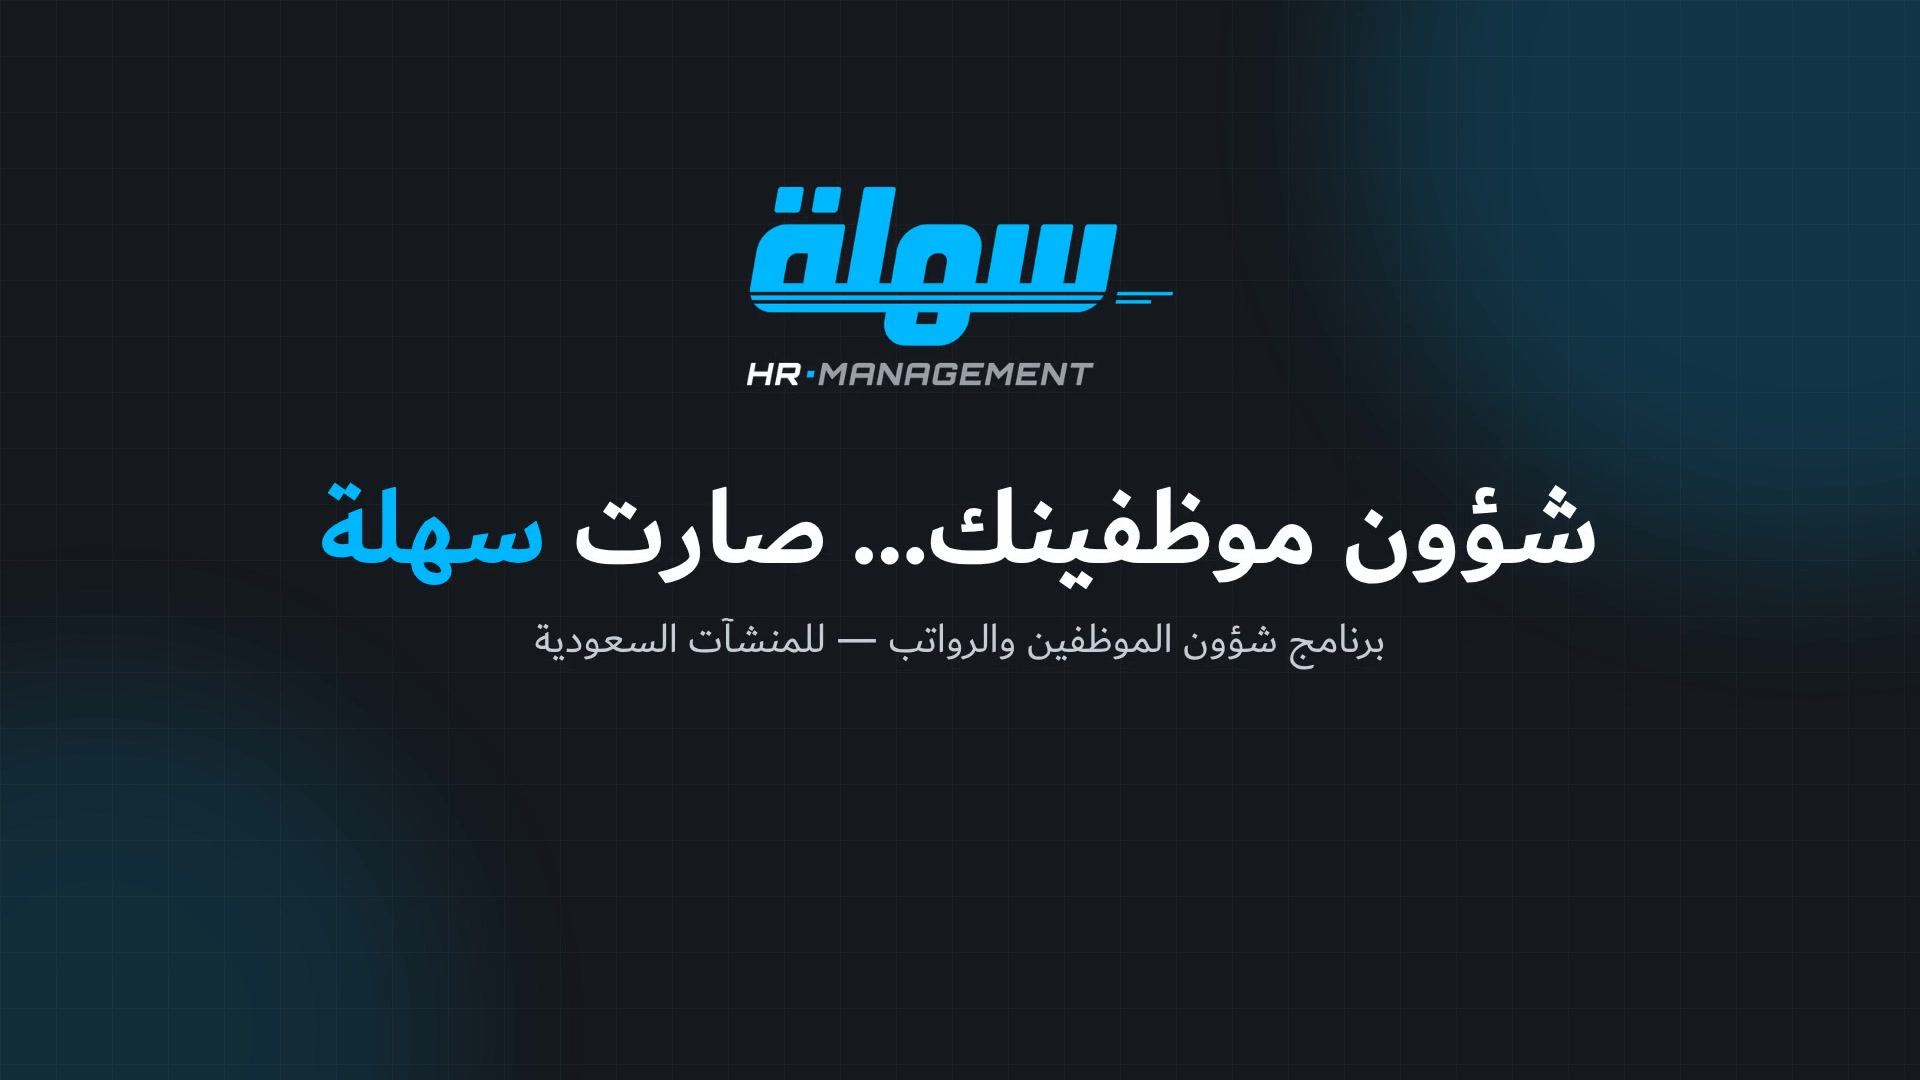 سهلة
HR·MANAGEMENT
شؤون موظفينك... صارت سهلة
برنامج شؤون الموظفين والرواتب — للمنشآت السعودية